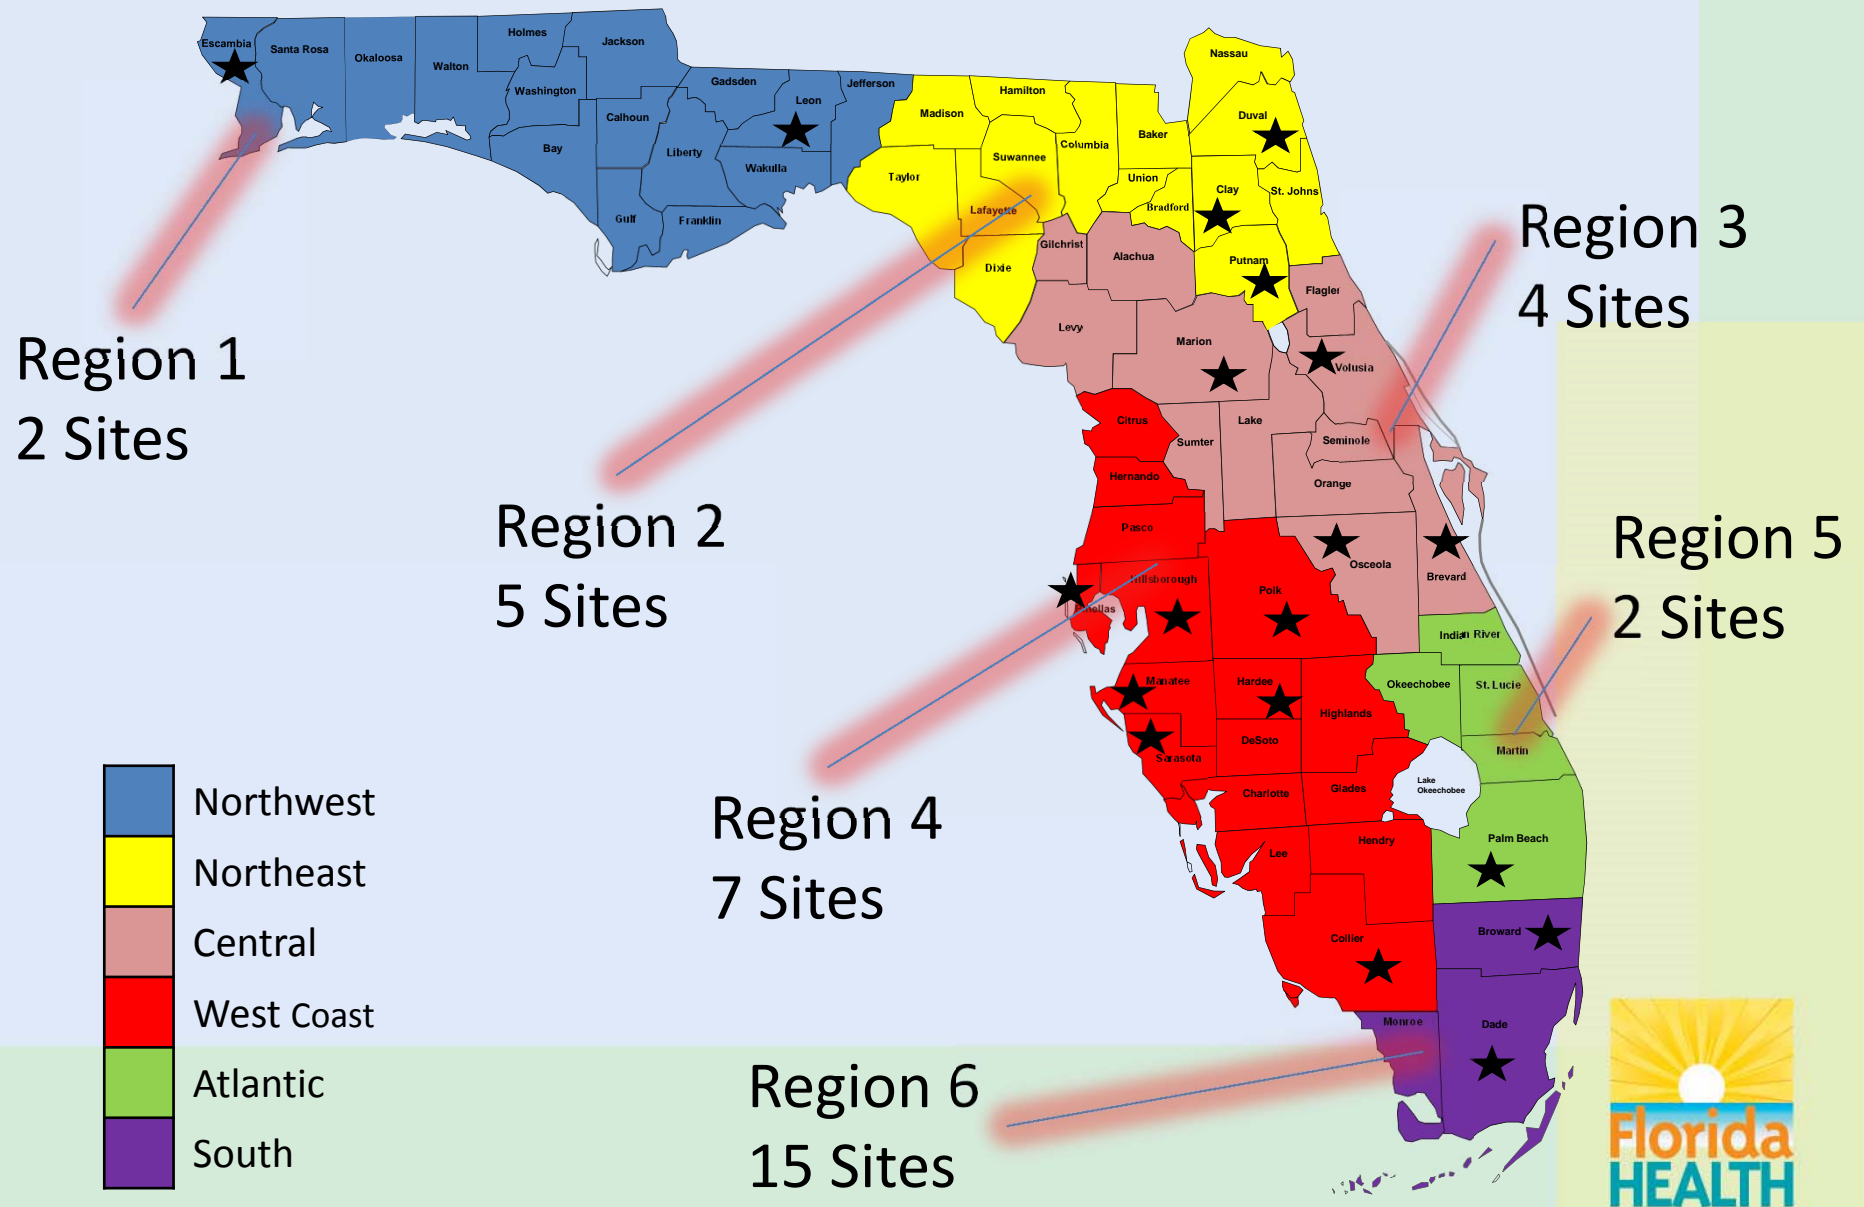 Escambia
Santa Rosa
Okaloosa
Walton
Holmes
Washington
Jackson
Calhoun
Bay
Gulf
Liberty
Franklin
Gadsden
Leon
Wakulla
Jefferson
Madison
Hamilton
Taylor
Suwannee
Lafayette
Dixie
Columbia
Baker
Union
Bradford
Nassau
Duval
Clay
St. Johns
Putnam
Gilchrist
Alachua
Levy
Marion
Flagler
Volusia
Citrus
Sumter
Lake
Seminole
Orange
Hernando
Pasco
Hillsborough
Pinellas
Polk
Osceola
Brevard
Indian River
Manatee
Hardee
Highlands
Okeechobee
St. Lucie
Sarasota
DeSoto
Martin
Charlotte
Glades
Lake
Okeechobee
Lee
Hendry
Palm Beach
Collier
Broward
Monroe
Dade
Region 1
2 Sites
Region 2
5 Sites
Region 3
4 Sites
Region 4
7 Sites
Region 5
2 Sites
Region 6
15 Sites
Northwest
Northeast
Central
West Coast
Atlantic
South
Florida
HEALTH